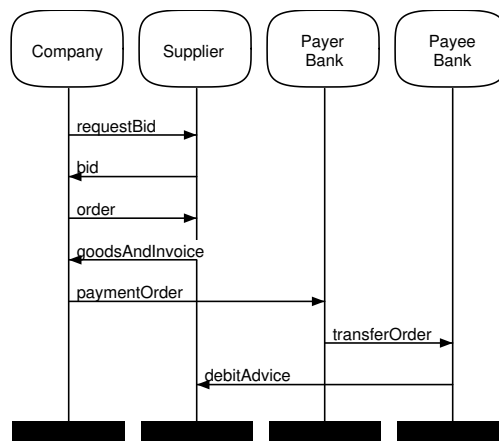 Company
Supplier
Payer
Bank
Payee
Bank
requestBid
bid
order
goodsAndInvoice
paymentOrder
transferOrder
debitAdvice